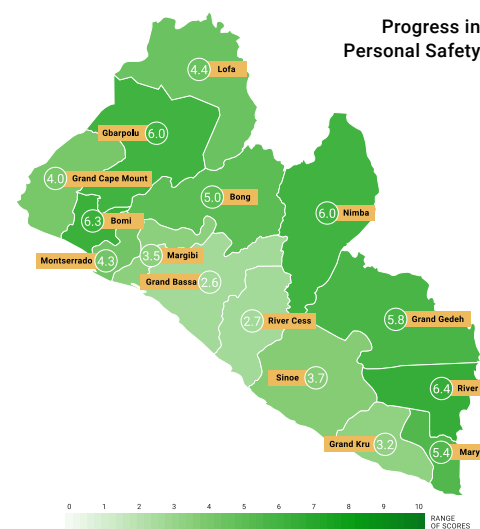 Progress in
Personal Safety
4.4 Lofa
Gbarpolu 6.0
4.0 Grand Cape Mount
5.0 Bong
6.0 Nimba
6.3 Bomi
Montserrado 4.3
3.5 Margibi
Grand Bassa 2.6
2.7 River Cess
5.8 Grand Gedeh
Sinoe 3.7
6.4 River
Grand Kru 3.2
5.4 Mary
0 1 2 3 4 5 6 7 8 9 10
RANGE
OF SCORES